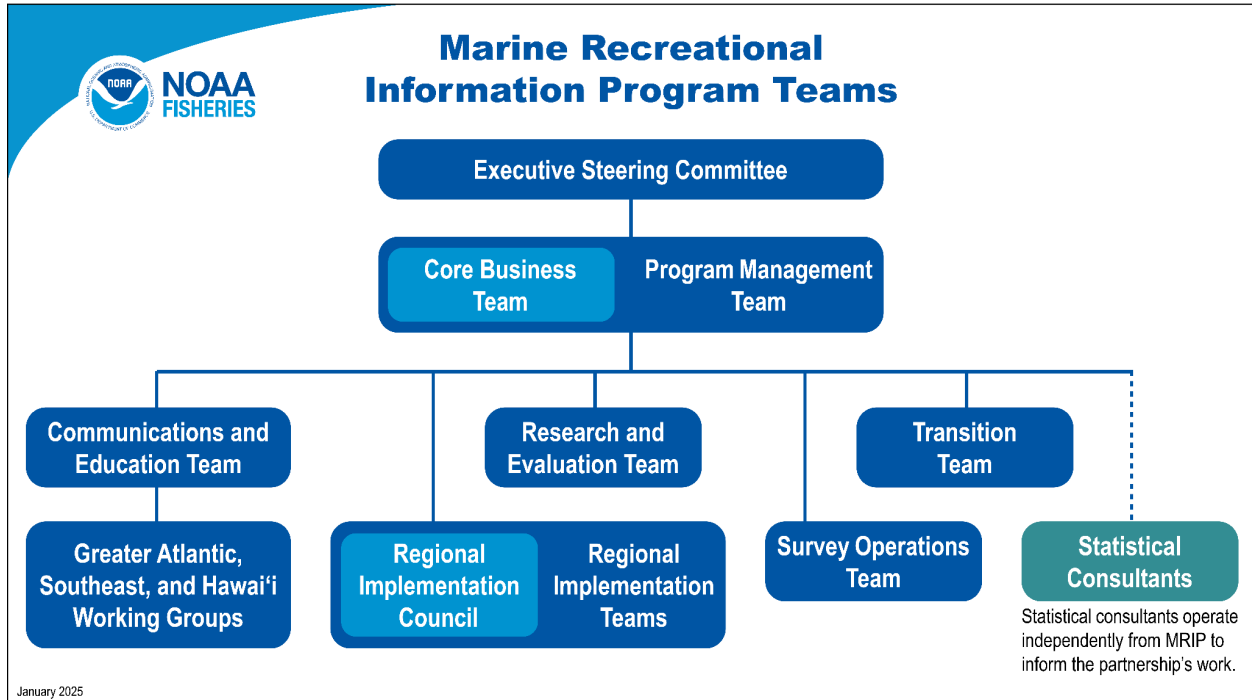 Marine Recreational
Information Program Teams
NOAA
NOAA
FISHERIES
Executive Steering Committee
Core Business
Team
Program Management
Team
Communications and
Education Team
Research and
Evaluation Team
Transition
Team
Greater Atlantic,
Southeast, and Hawai‘i
Working Groups
Regional
Implementation
Council
Regional
Implementation
Teams
Survey Operations
Team
Statistical
Consultants
Statistical consultants operate
independently from MRIP to
inform the partnership’s work.
January 2025